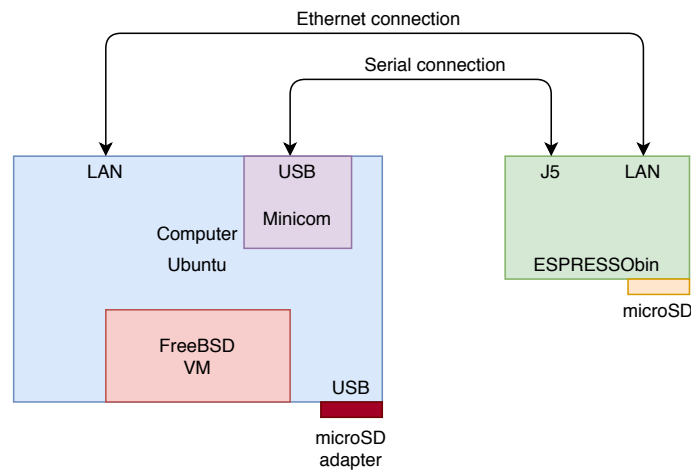 Ethernet connection
Serial connection
LAN
USB
J5
LAN
Minicom
Computer
Ubuntu
ESPRESSObin
microSD
FreeBSD
VM
USB
microSD
adapter